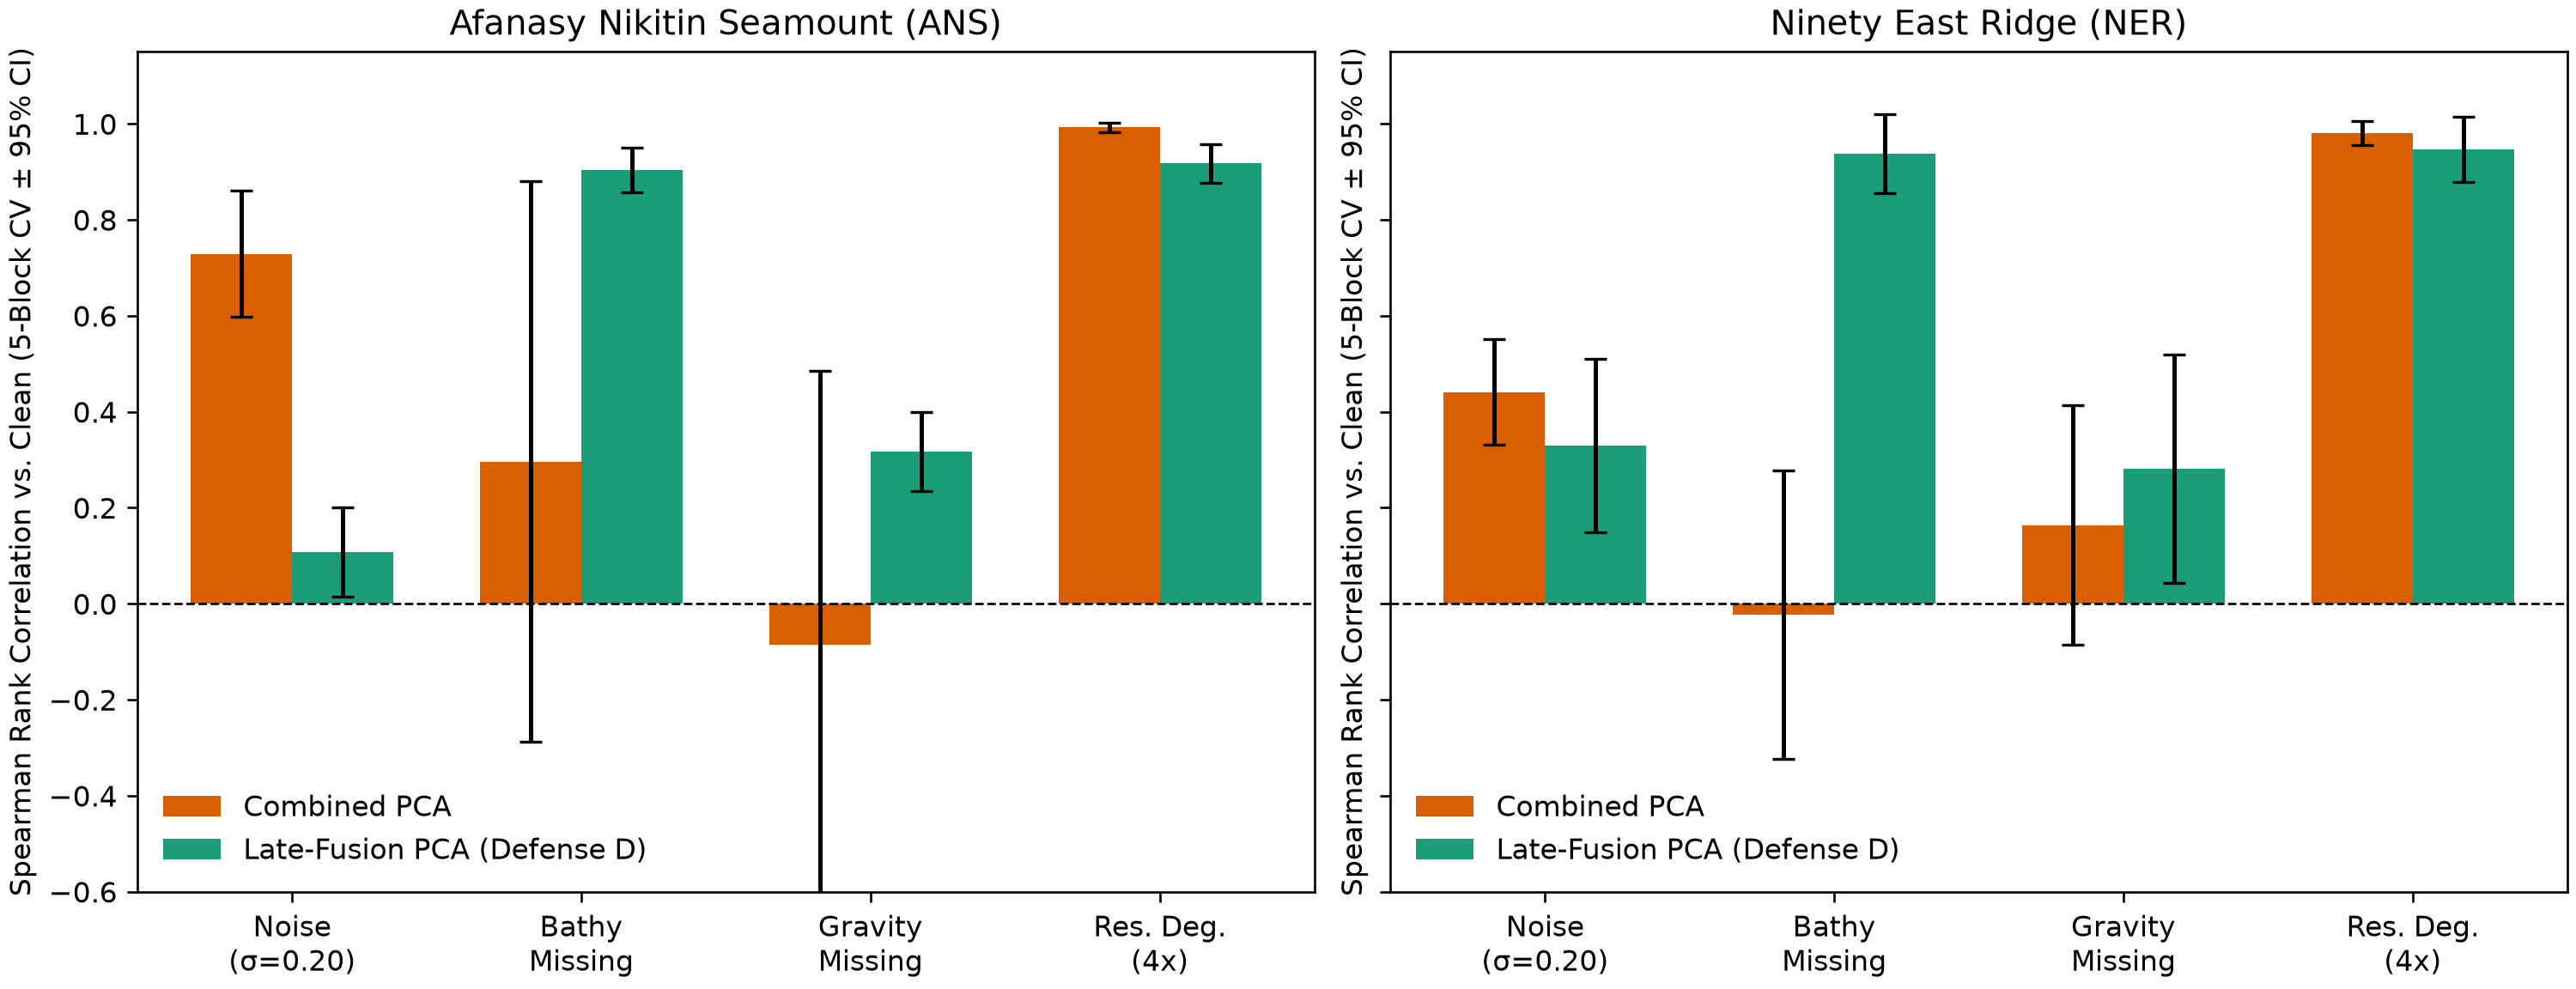 Afanasy Nikitin Seamount (ANS)
Spearman Rank Correlation vs. Clean (5-Block CV ± 95% CI)
1.0
0.8
0.6
0.4
0.2
0.0
−0.2
−0.4
−0.6
Combined PCA
Late-Fusion PCA (Defense D)
Noise
(σ=0.20)
Bathy
Missing
Gravity
Missing
Res. Deg.
(4x)
Ninety East Ridge (NER)
Spearman Rank Correlation vs. Clean (5-Block CV ± 95% CI)
Combined PCA
Late-Fusion PCA (Defense D)
Noise
(σ=0.20)
Bathy
Missing
Gravity
Missing
Res. Deg.
(4x)